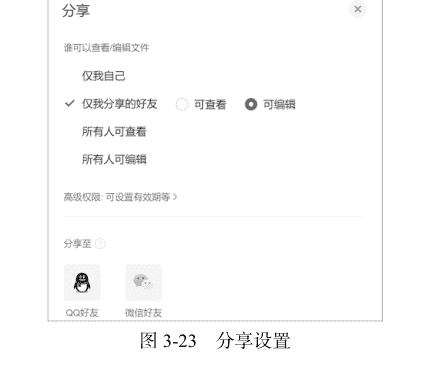 分享
谁可以查看/编辑文件
仅我自己
仅我分享的好友 可查看 可编辑
所有人可查看
所有人可编辑
高级权限: 可设置有效期等 >
分享至
QQ好友 微信好友
图 3-23 分享设置